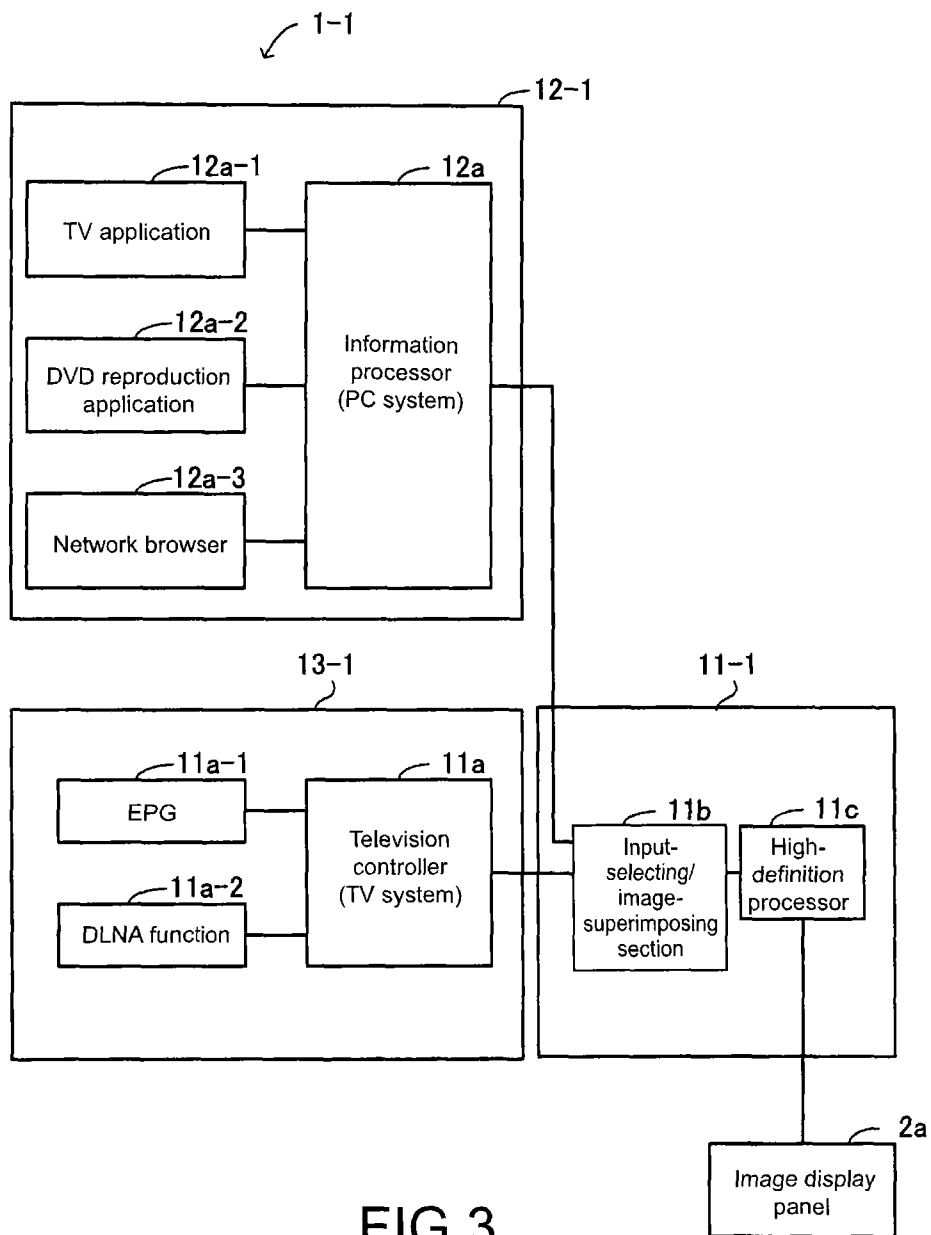 1-1
12-1
12a-1
TV application
12a
Information
processor
(PC system)
12a-2
DVD reproduction
application
12a-3
Network browser
13-1
11a-1
EPG
11a-2
DLNA function
11a
Television
controller
(TV system)
11-1
11b
Input-
selecting/
image-
superimposing
section
11c
High-
definition
processor
2a
Image display
panel
FIG.3